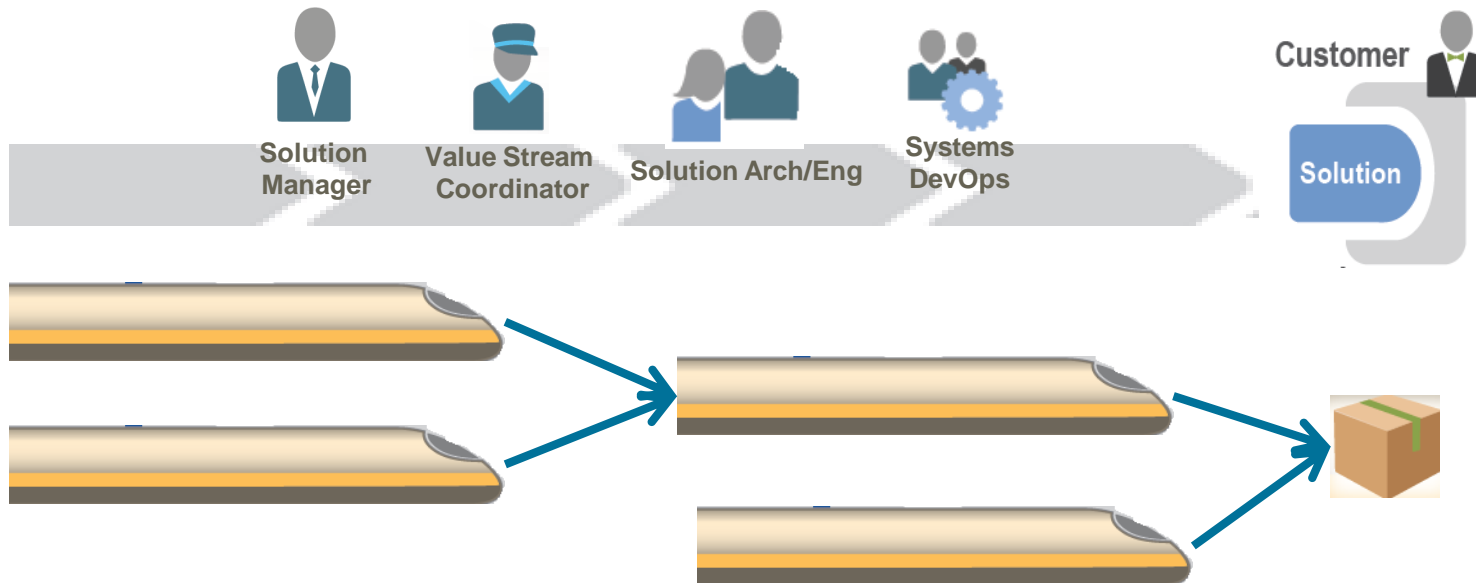 Customer
Solution
Manager
Value Stream
Coordinator
Solution Arch/Eng
Systems
DevOps
Solution